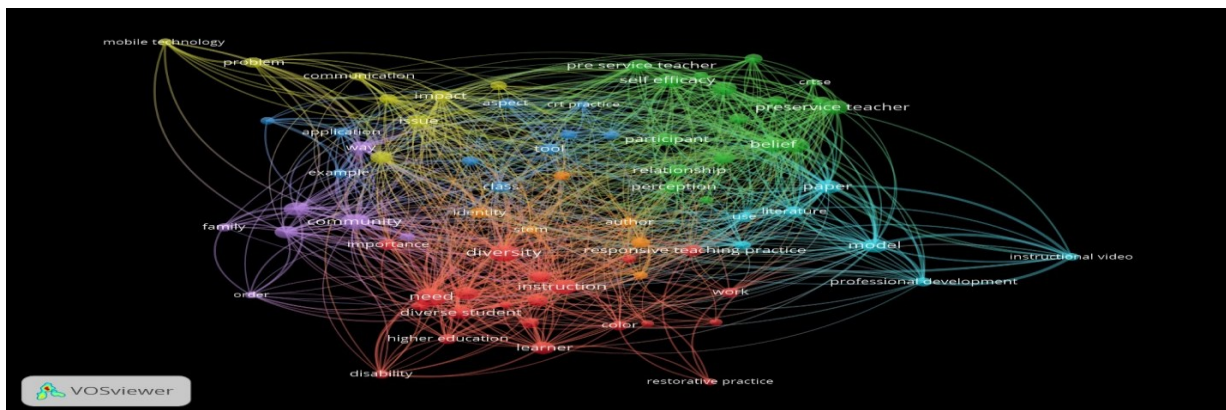 mobile technology
problem
communication
pre service teacher
self efficacy
crtse
impact
aspect
crt practice
preservice teacher
issue
application
participant
way
tool
belief
example
relationship
class
perception
paper
identity
literature
family
community
author
use
stem
importance
diversity
responsive teaching practice
model
instructional video
order
need
instruction
work
professional development
diverse student
color
higher education
learner
disability
restorative practice
VOSviewer